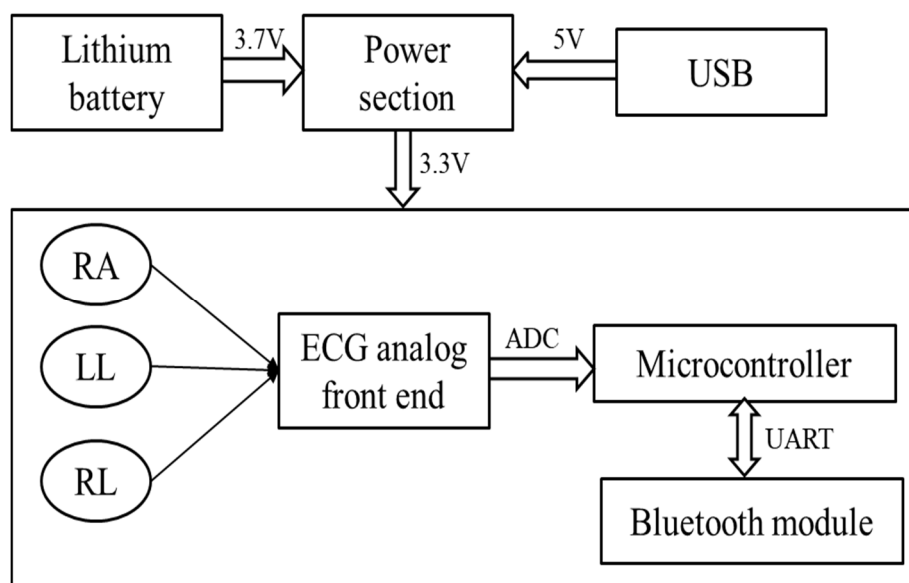 Lithium
battery
3.7V
Power
section
5V
USB
3.3V
RA
LL
RL
ECG analog
front end
ADC
Microcontroller
UART
Bluetooth module